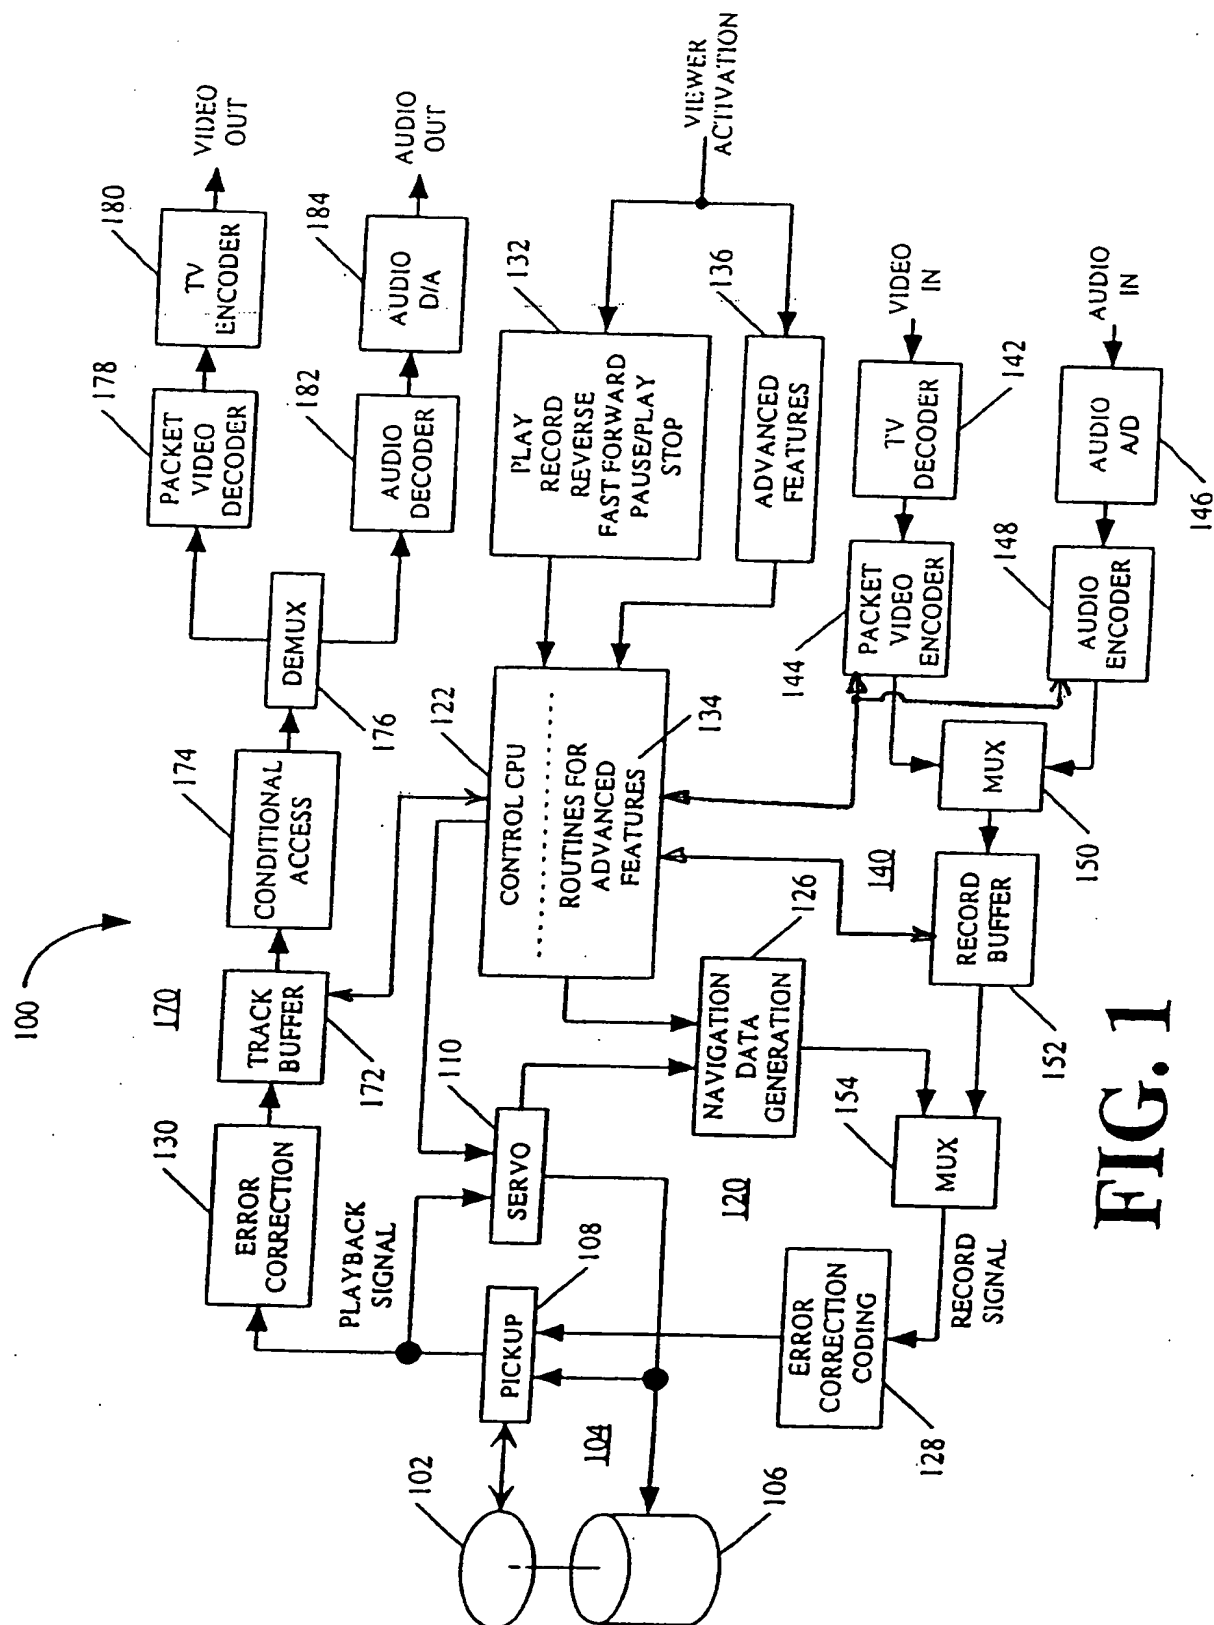 100
170
130
ERROR
CORRECTION
TRACK
BUFFER
172
174
CONDITIONAL
ACCESS
DEMUX
176
178
PACKET
VIDEO
DECODER
180
TV
ENCODER
VIDEO
OUT
182
AUDIO
DECODER
184
AUDIO
D/A
AUDIO
OUT
PLAYBACK
SIGNAL
102
104
106
PICKUP
108
SERVO
110
122
CONTROL CPU
ROUTINES FOR
ADVANCED
FEATURES
134
132
PLAY
RECORD
REVERSE
FAST FORWARD
PAUSE/PLAY
STOP
136
ADVANCED
FEATURES
VIEWER
ACTIVATION
120
126
NAVIGATION
DATA
GENERATION
140
144
PACKET
VIDEO
ENCODER
TV
DECODER
142
VIDEO
IN
148
AUDIO
ENCODER
AUDIO
A/D
146
AUDIO
IN
MUX
150
RECORD
BUFFER
152
154
MUX
RECORD
SIGNAL
ERROR
CORRECTION
CODING
128
FIG. 1